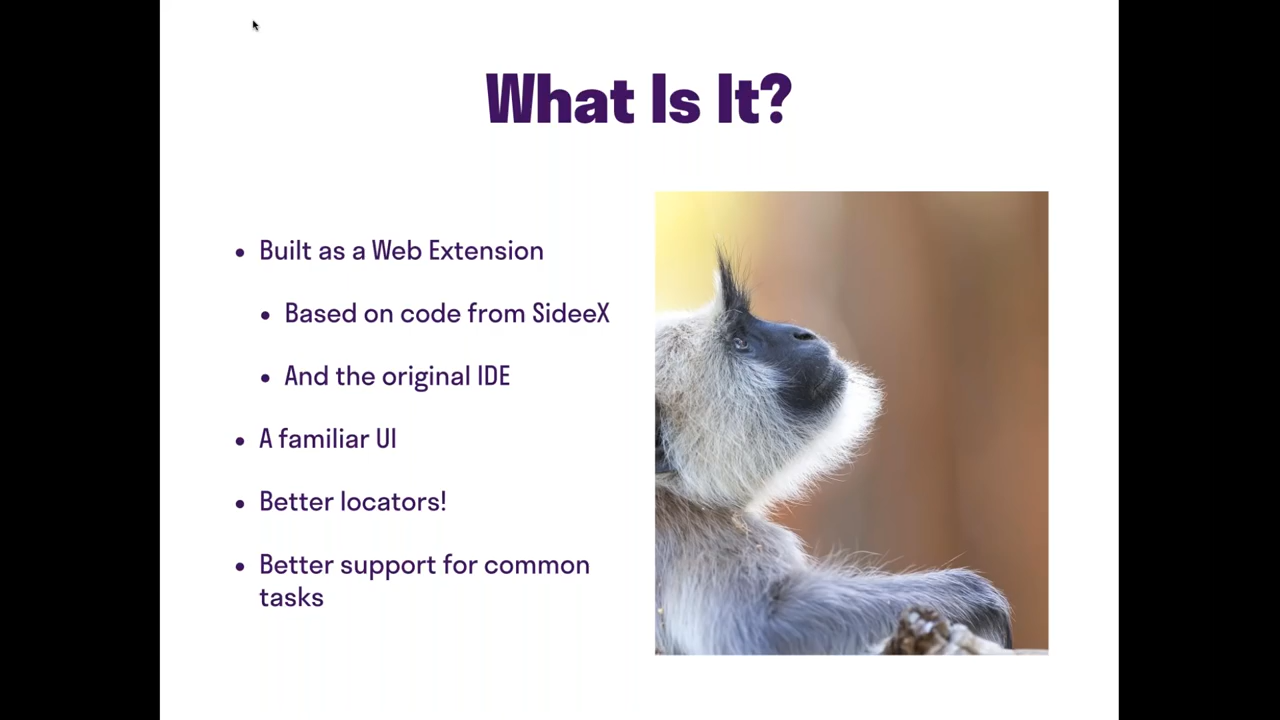 What Is It?
• Built as a Web Extension
• Based on code from SideeX
• And the original IDE
• A familiar UI
• Better locators!
• Better support for common
tasks